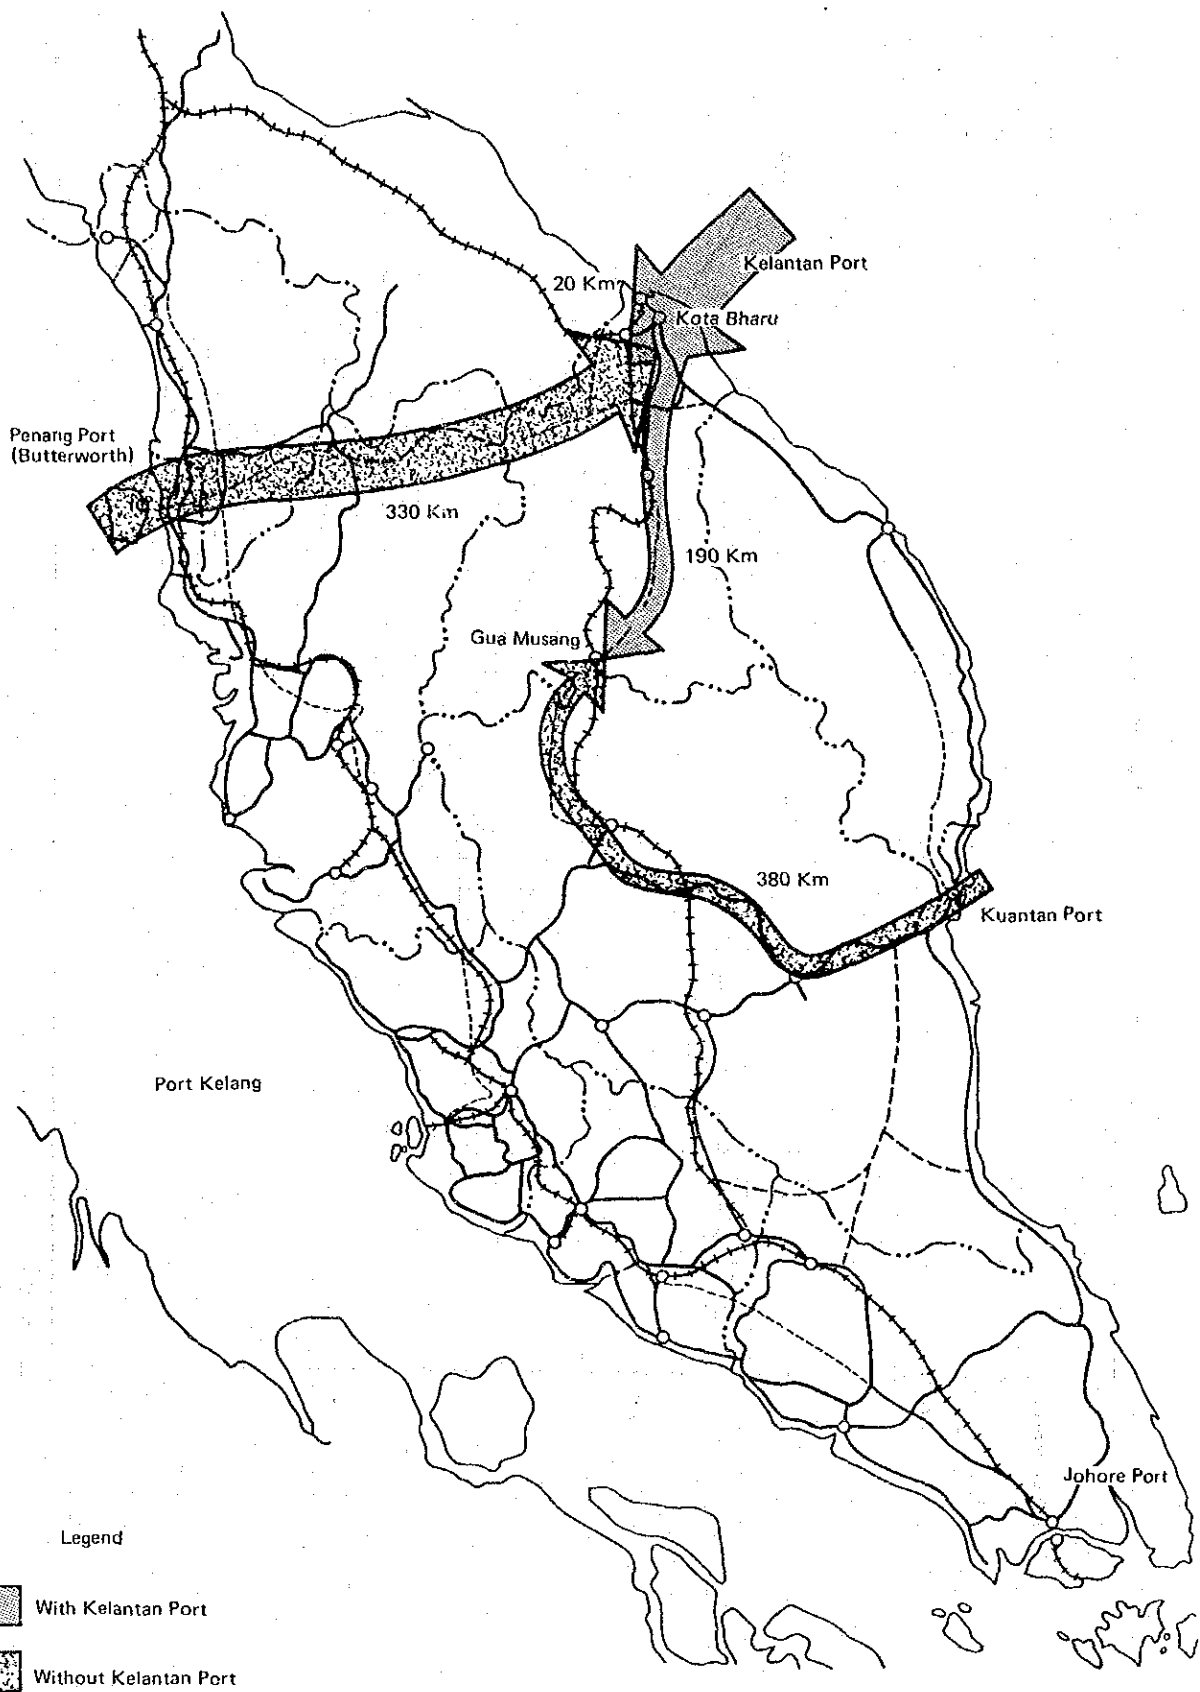 Kelantan Port
20 Km
Kota Bharu
Penang Port
(Butterworth)
330 Km
190 Km
Gua Musang
380 Km
Kuantan Port
Port Kelang
Johore Port
Legend
With Kelantan Port
Without Kelantan Port